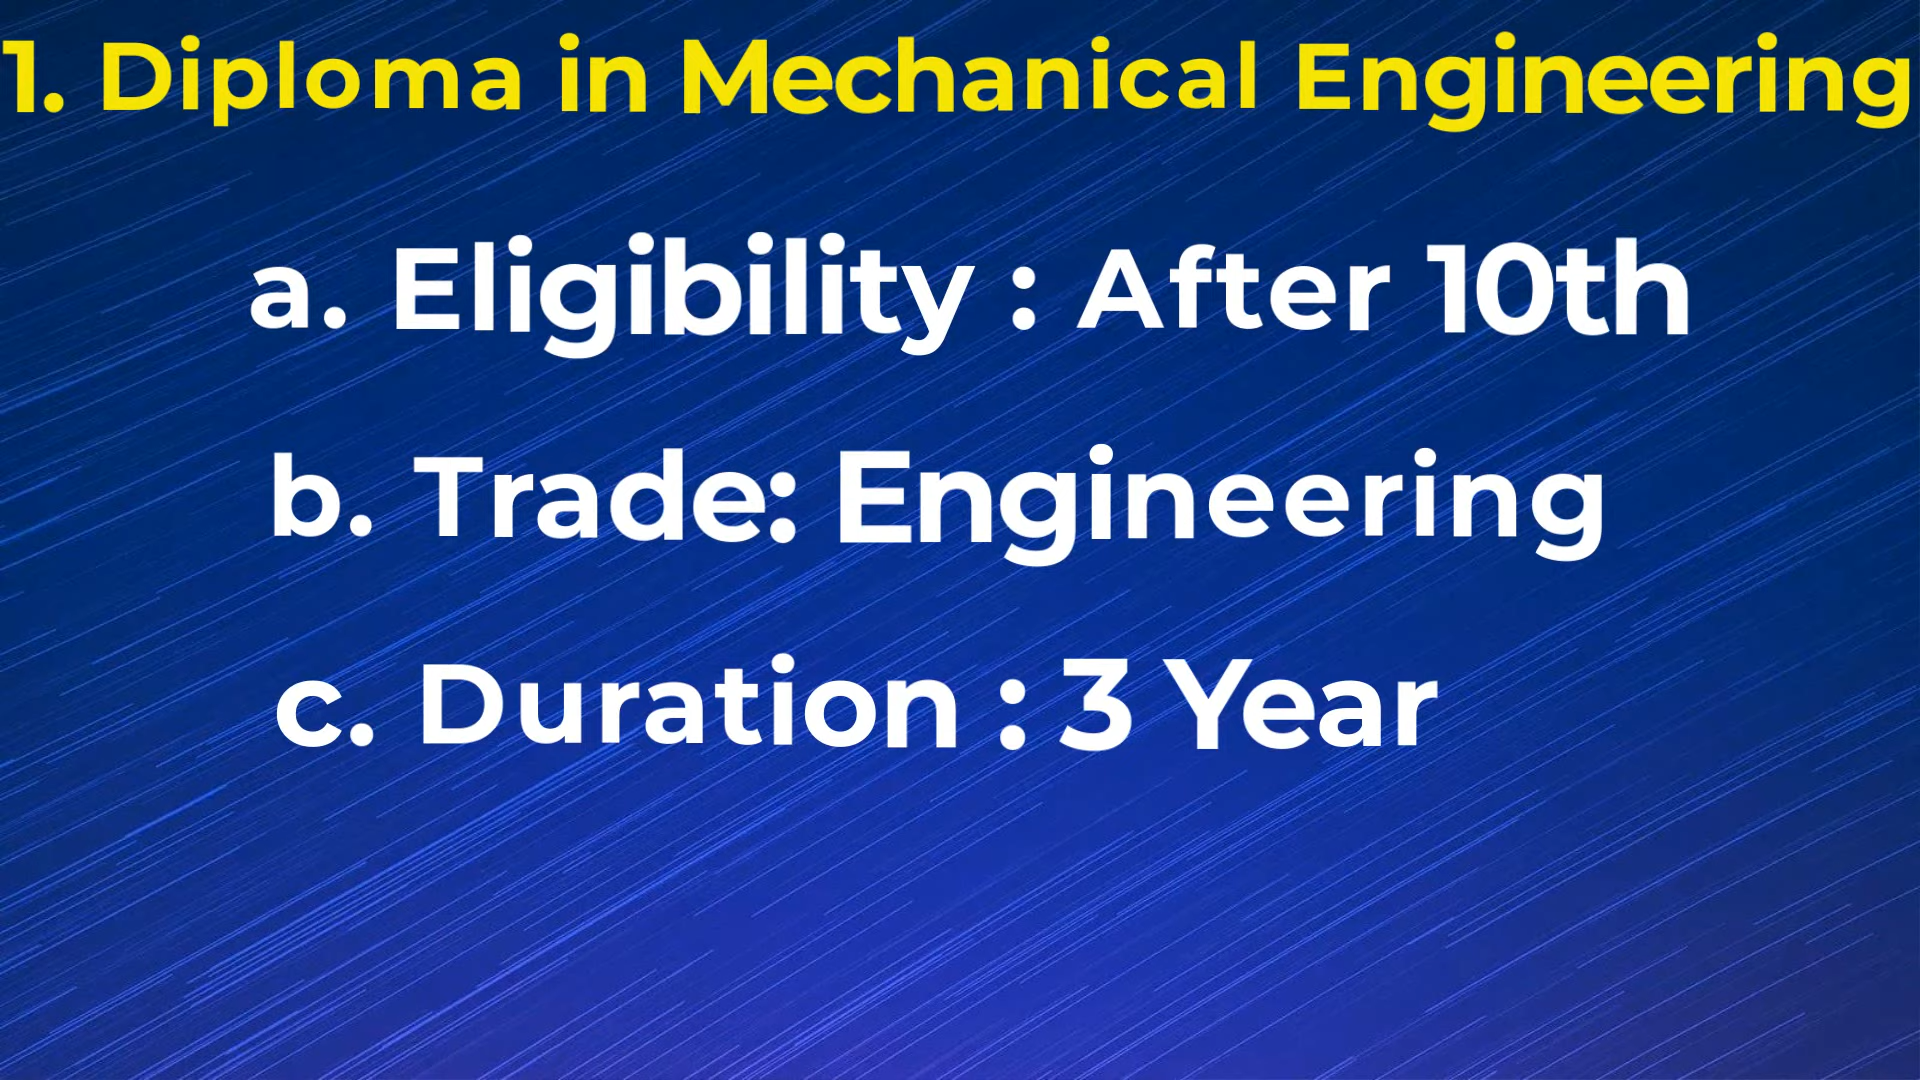 1. Diploma in Mechanical Engineering
a. Eligibility : After 10th
b. Trade: Engineering
c. Duration : 3 Year